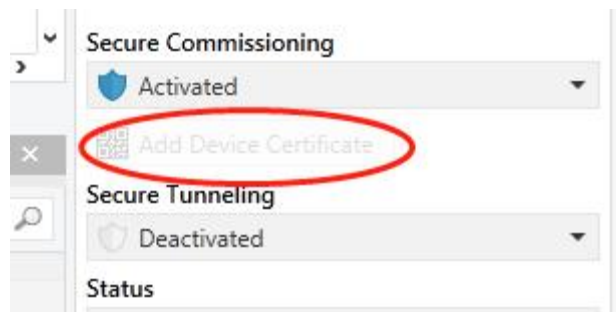 Secure Commissioning
Activated
Add Device Certificate
Secure Tunneling
Deactivated
Status